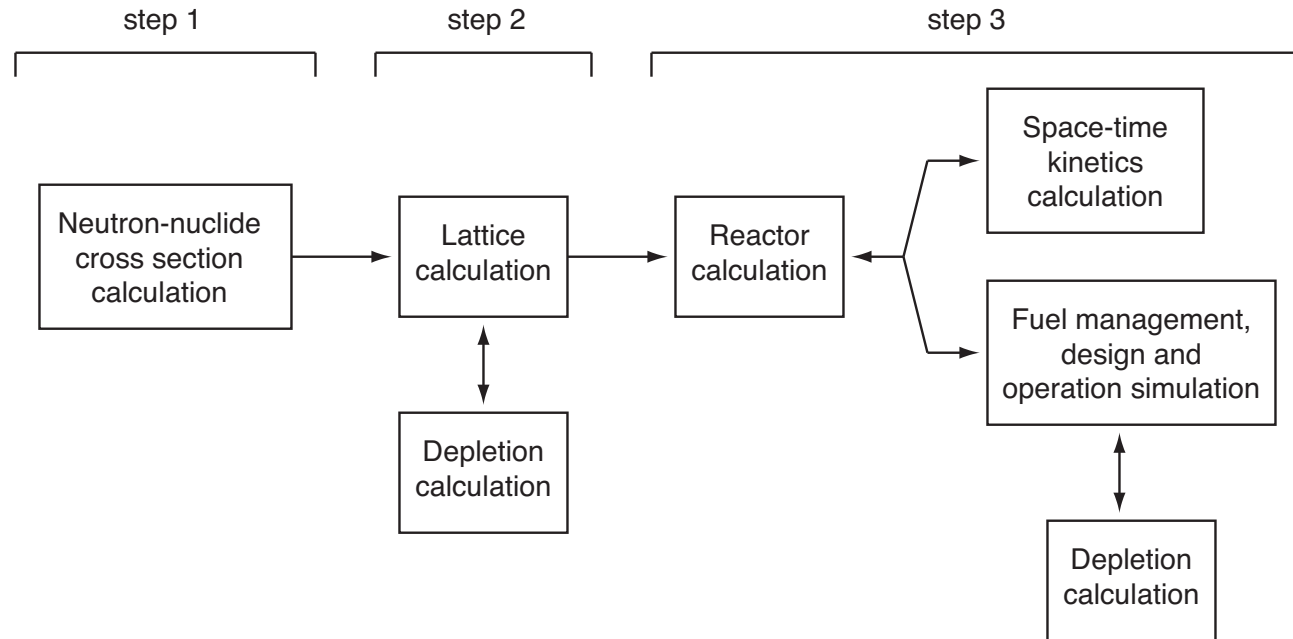 step 1
step 2
step 3
Neutron-nuclide
cross section
calculation
Lattice
calculation
Depletion
calculation
Reactor
calculation
Space-time
kinetics
calculation
Fuel management,
design and
operation simulation
Depletion
calculation